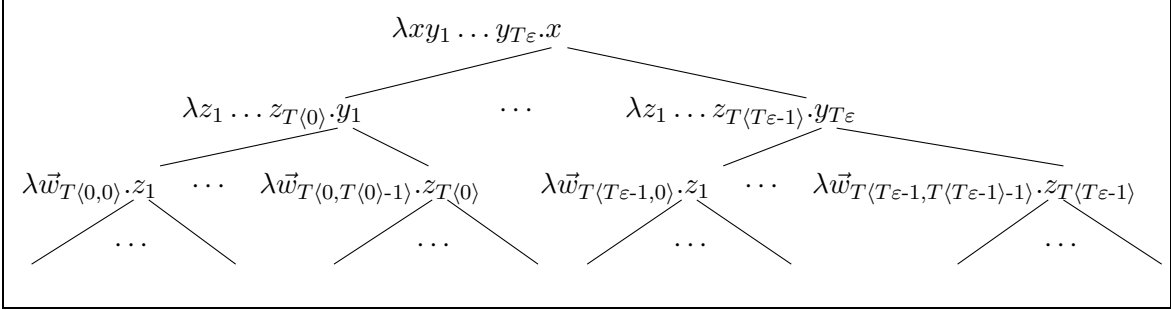 λxy₁ … y_{Tε}.x
λz₁ … z_{T⟨0⟩}.y₁ ⋯ λz₁ … z_{T⟨Tε-1⟩}.y_{Tε}
λw⃗_{T⟨0,0⟩}.z₁ ⋯ λw⃗_{T⟨0,T⟨0⟩-1⟩}.z_{T⟨0⟩} λw⃗_{T⟨Tε-1,0⟩}.z₁ ⋯ λw⃗_{T⟨Tε-1,T⟨Tε-1⟩-1⟩}.z_{T⟨Tε-1⟩}
⋯ ⋯ ⋯ ⋯